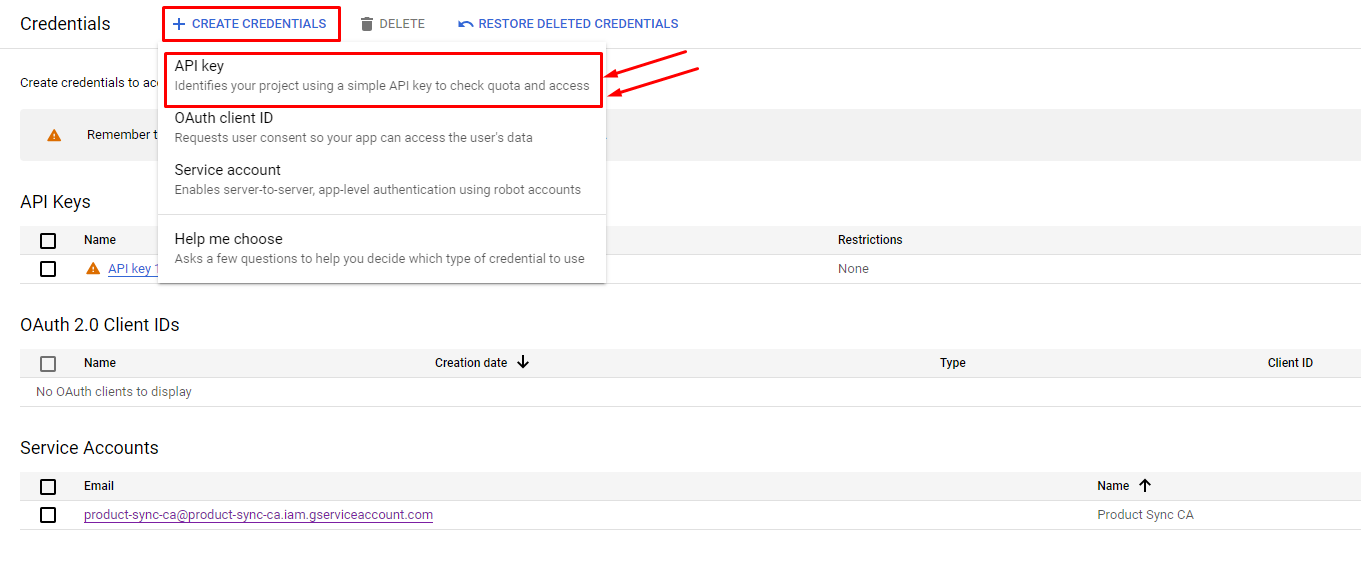 Credentials
CREATE CREDENTIALS
DELETE
RESTORE DELETED CREDENTIALS
API key
Identifies your project using a simple API key to check quota and access
Create credentials to
OAuth client ID
Requests user consent so your app can access the user's data
Remember
Service account
Enables server-to-server, app-level authentication using robot accounts
Help me choose
Asks a few questions to help you decide which type of credential to use
API Keys
Name Restrictions
API key None
OAuth 2.0 Client IDs
Name Creation date Type Client ID
No OAuth clients to display
Service Accounts
Email Name
product-sync-ca@product-sync-ca.iam.gserviceaccount.com Product Sync CA